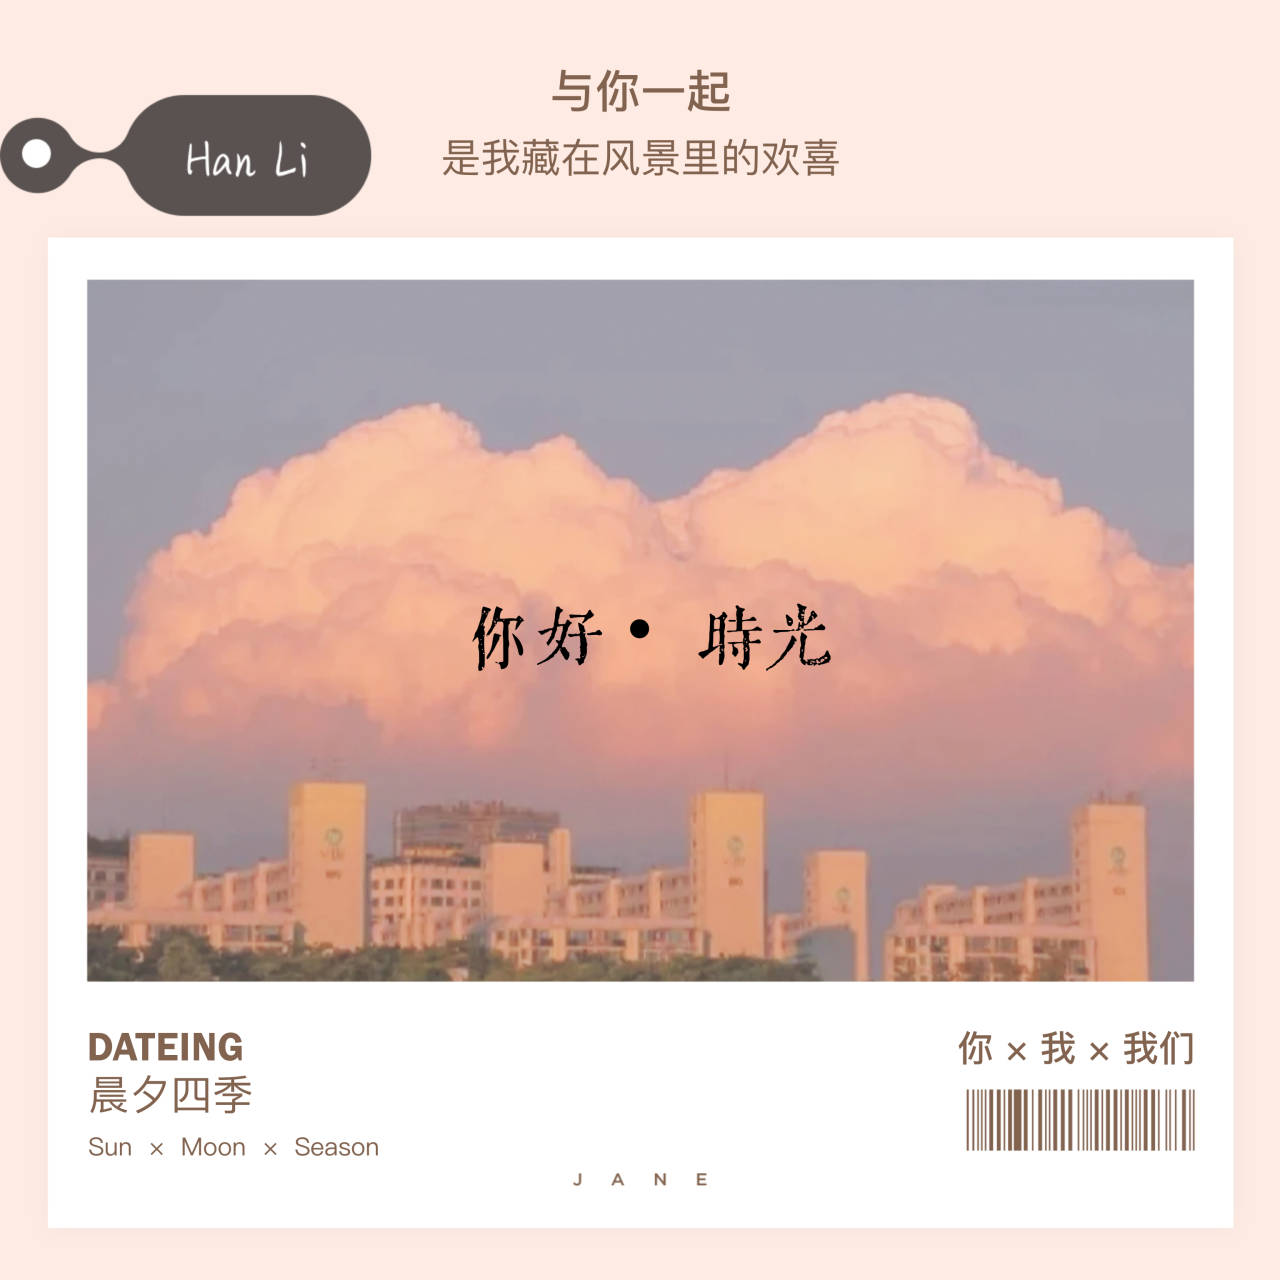 与你一起
Han Li
是我藏在风景里的欢喜
你好• 時光
DATEING
晨夕四季
Sun × Moon × Season
你 × 我 × 我们
JANE